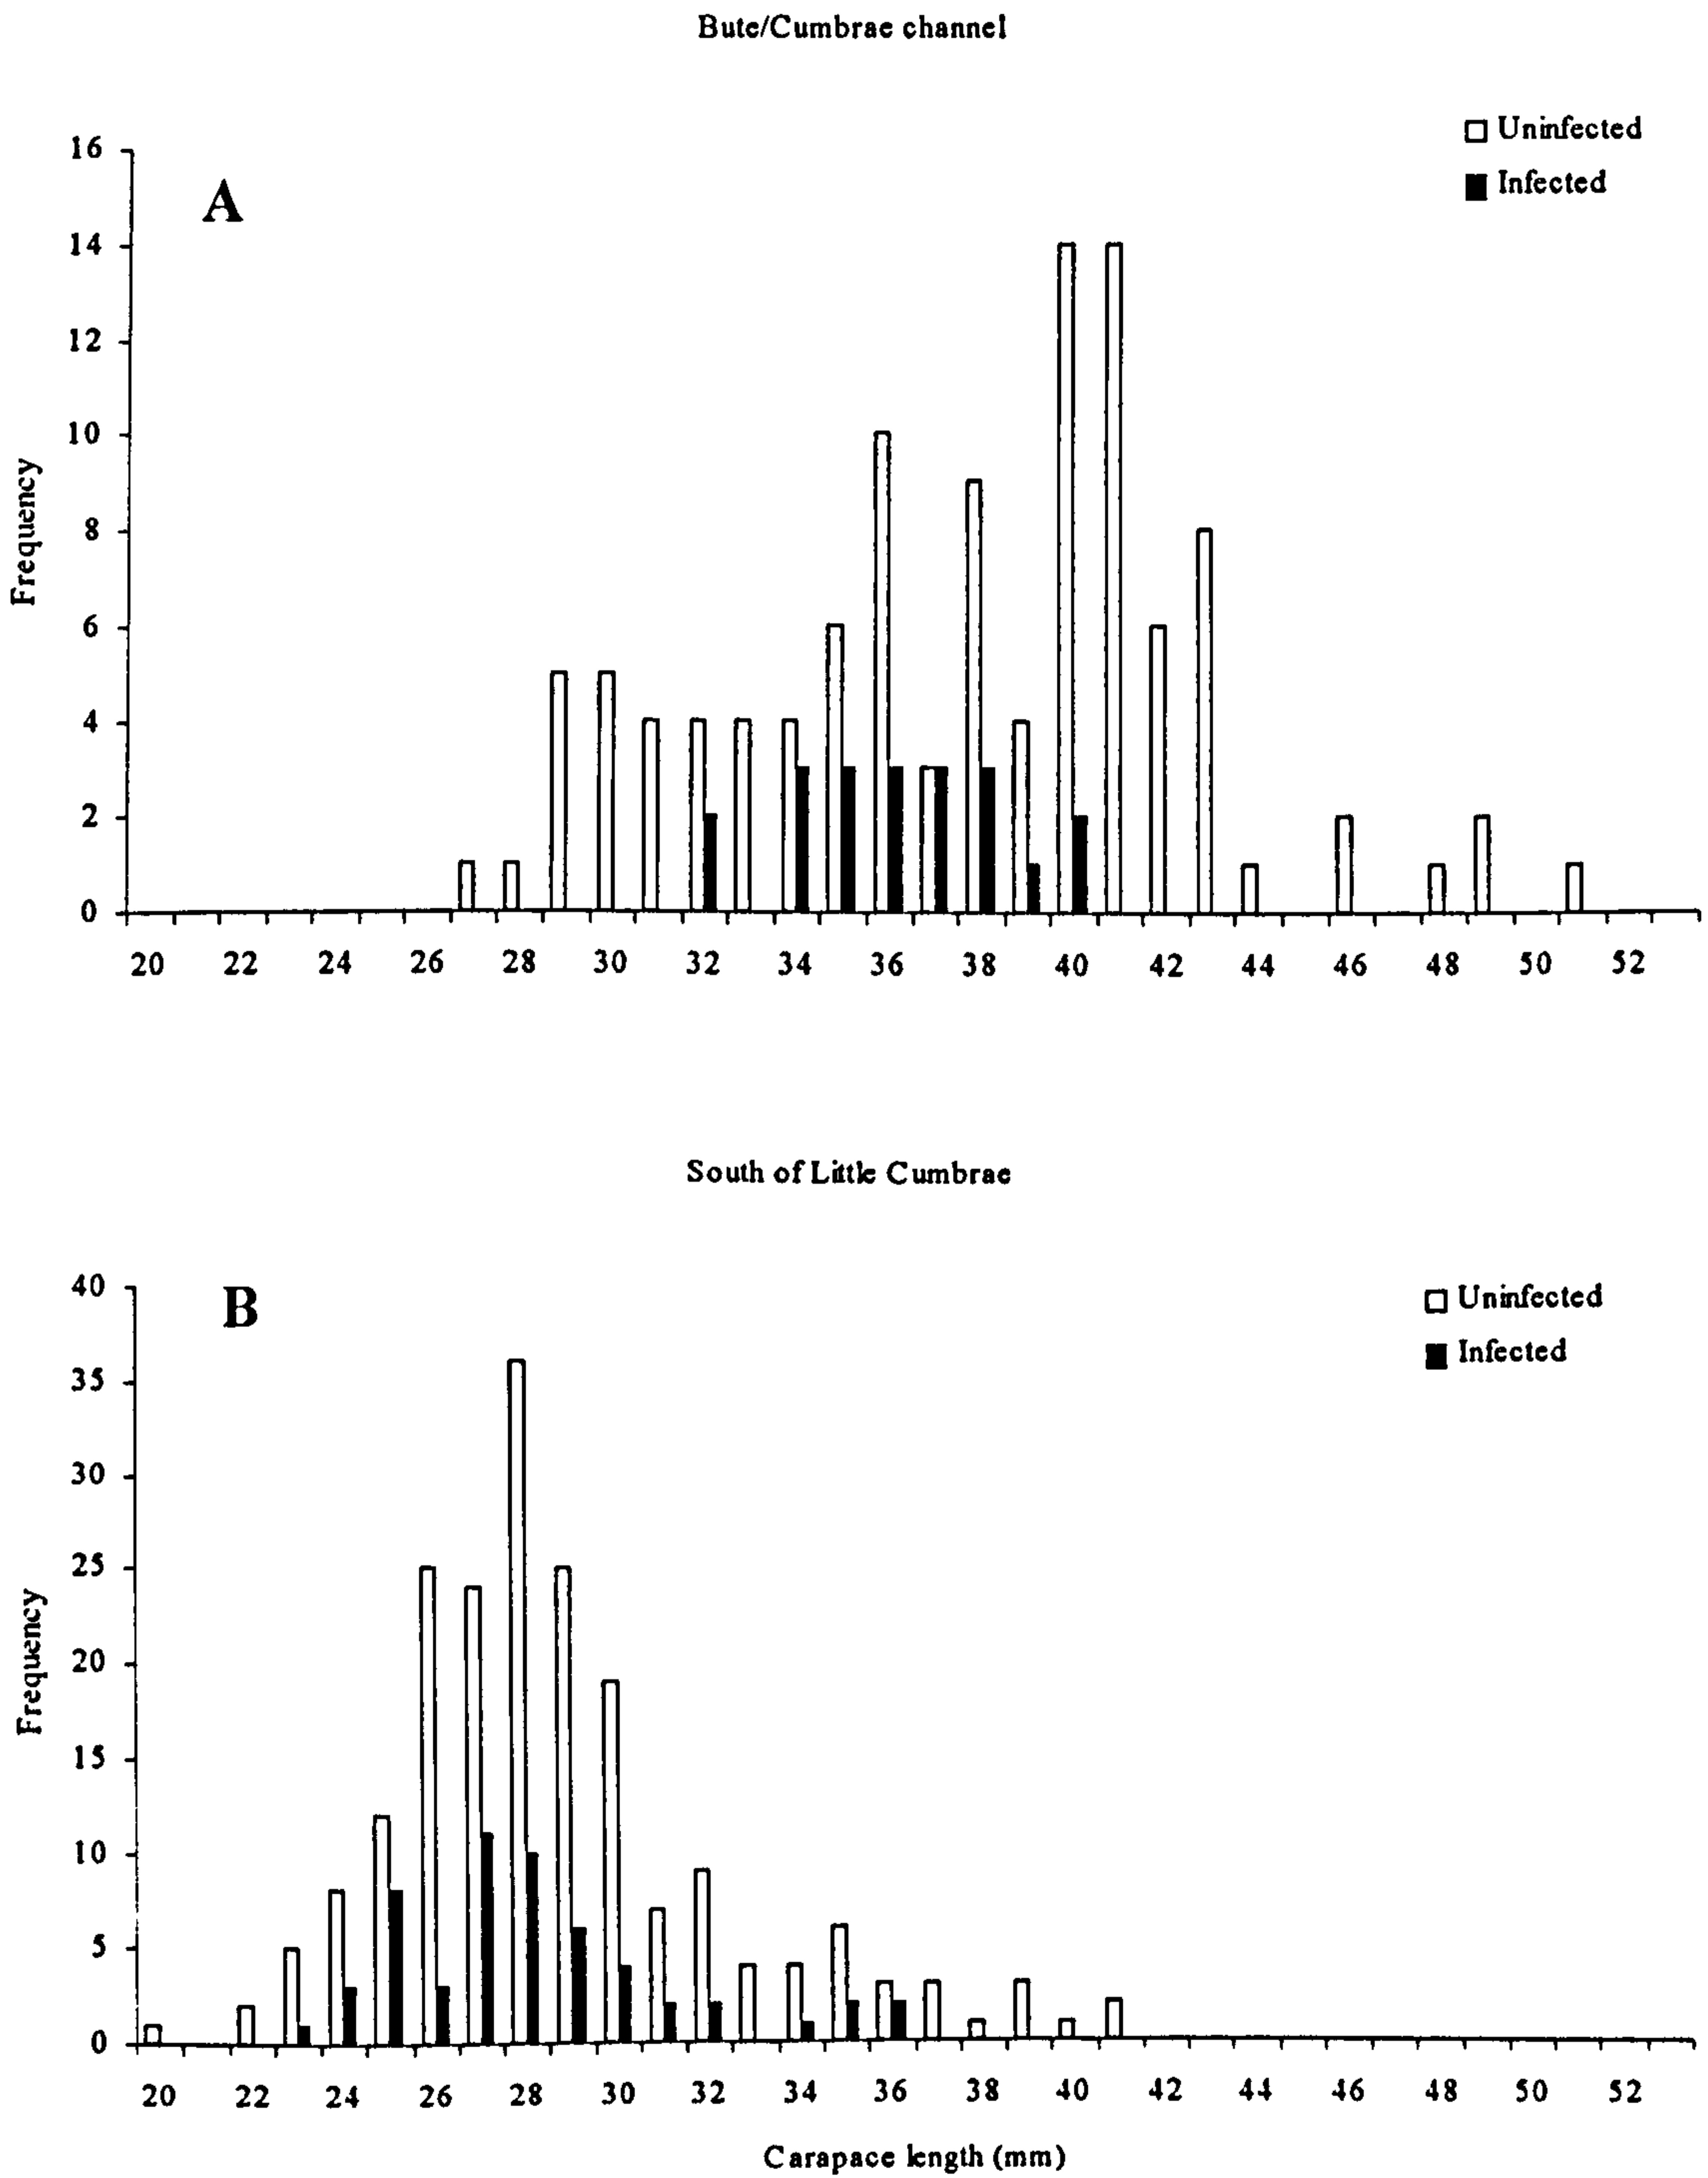 Bute/Cumbrae channel
Uninfected
Infected
A
16
14
12
10
8
6
4
2
0
Frequency
20 22 24 26 28 30 32 34 36 38 40 42 44 46 48 50 52
South of Little Cumbrae
Uninfected
Infected
B
40
35
30
25
20
15
10
5
0
Frequency
20 22 24 26 28 30 32 34 36 38 40 42 44 46 48 50 52
Carapace length (mm)